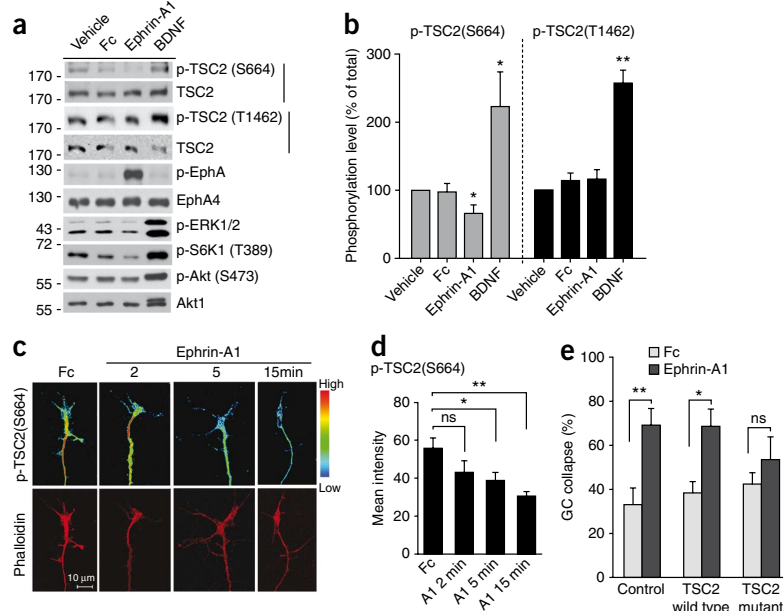 a
Vehicle
Fc
Ephrin-A1
BDNF
170
p-TSC2 (S664)
170
TSC2
170
p-TSC2 (T1462)
170
TSC2
130
p-EphA
130
EphA4
43
p-ERK1/2
72
p-S6K1 (T389)
55
p-Akt (S473)
55
Akt1
b
p-TSC2(S664)
p-TSC2(T1462)
Phosphorylation level (% of total)
300
200
100
0
*
*
**
Vehicle
Fc
Ephrin-A1
BDNF
Vehicle
Fc
Ephrin-A1
BDNF
c
Ephrin-A1
Fc
2
5
15min
p-TSC2(S664)
High
Low
Phalloidin
10 μm
d
p-TSC2(S664)
**
*
ns
Mean intensity
80
60
40
20
0
Fc
A1 2 min
A1 5 min
A1 15 min
e
Fc
Ephrin-A1
GC collapse (%)
100
80
60
40
20
0
**
*
ns
Control
TSC2 wild type
TSC2 mutant